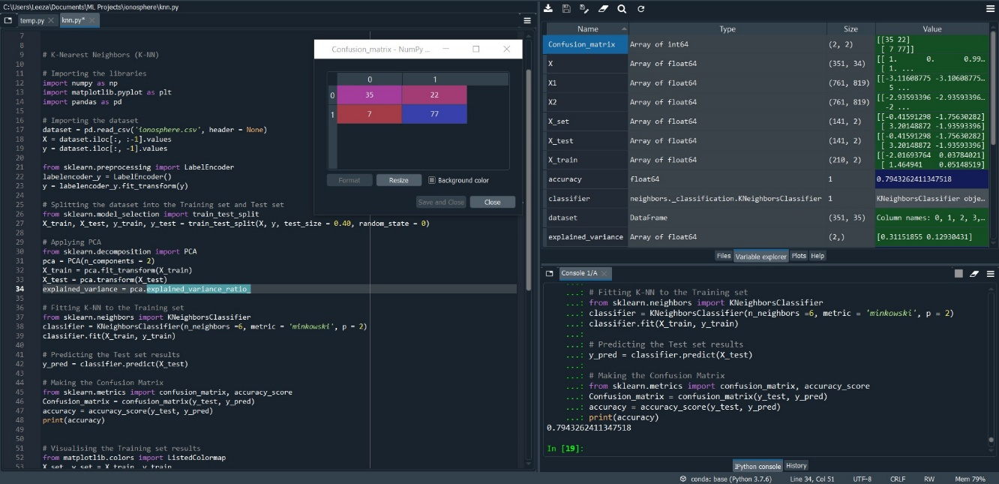 C:\Users\Leeza\Documents\ML Projects\ionosphere\knn.py
temp.py
knn.py*
7
8
9 # K-Nearest Neighbors (K-NN)
10
11 # Importing the libraries
12 import numpy as np
13 import matplotlib.pyplot as plt
14 import pandas as pd
15
16 # Importing the dataset
17 dataset = pd.read_csv('ionosphere.csv', header = None)
18 X = dataset.iloc[:, :-1].values
19 y = dataset.iloc[:, -1].values
20
21 from sklearn.preprocessing import LabelEncoder
22 labelencoder_y = LabelEncoder()
23 y = labelencoder_y.fit_transform(y)
24
25 # Splitting the dataset into the Training set and Test set
26 from sklearn.model_selection import train_test_split
27 X_train, X_test, y_train, y_test = train_test_split(X, y, test_size = 0.40, random_state = 0)
28
29 # Applying PCA
30 from sklearn.decomposition import PCA
31 pca = PCA(n_components = 2)
32 X_train = pca.fit_transform(X_train)
33 X_test = pca.transform(X_test)
34 explained_variance = pca.explained_variance_ratio_
35
36 # Fitting K-NN to the Training set
37 from sklearn.neighbors import KNeighborsClassifier
38 classifier = KNeighborsClassifier(n_neighbors =6, metric = 'minkowski', p = 2)
39 classifier.fit(X_train, y_train)
40
41 # Predicting the Test set results
42 y_pred = classifier.predict(X_test)
43
44 # Making the Confusion Matrix
45 from sklearn.metrics import confusion_matrix, accuracy_score
46 Confusion_matrix = confusion_matrix(y_test, y_pred)
47 accuracy = accuracy_score(y_test, y_pred)
48 print(accuracy)
49
50
51 # Visualising the Training set results
52 from matplotlib.colors import ListedColormap
53 X_set, y_set = X_train, y_train
Confusion_matrix - NumPy ...
0 1
0 35 22
1 7 77
Format
Resize
Background color
Save and Close
Close
Name Type Size Value
Confusion_matrix Array of int64 (2, 2) [[35 22]
[ 7 77]]
X Array of float64 (351, 34) [[ 1. 0. 0.99...
[ 1. ...
X1 Array of float64 (761, 819) [[-3.11608775 -3.10608775...
5 ...
X2 Array of float64 (761, 819) [[-2.93593396 -2.93593396...
-2 ...
X_set Array of float64 (141, 2) [[-0.41591298 -1.75630282]
[ 3.20148872 -1.93593396]
X_test Array of float64 (141, 2) [[-0.41591298 -1.75630282]
[ 3.20148872 -1.93593396]
X_train Array of float64 (210, 2) [[-2.01693764 0.03784021]
[ 1.464941 0.05148519]
accuracy float64 1 0.7943262411347518
classifier neighbors._classification.KNeighborsClassifier 1 KNeighborsClassifier obje...
dataset DataFrame (351, 35) Column names: 0, 1, 2, 3,...
explained_variance Array of float64 (2,) [0.31151855 0.12930431]
Files Variable explorer Plots Help
Console 1/A
...:
...: # Fitting K-NN to the Training set
...: from sklearn.neighbors import KNeighborsClassifier
...: classifier = KNeighborsClassifier(n_neighbors =6, metric = 'minkowski', p = 2)
...: classifier.fit(X_train, y_train)
...:
...: # Predicting the Test set results
...: y_pred = classifier.predict(X_test)
...:
...: # Making the Confusion Matrix
...: from sklearn.metrics import confusion_matrix, accuracy_score
...: Confusion_matrix = confusion_matrix(y_test, y_pred)
...: accuracy = accuracy_score(y_test, y_pred)
...: print(accuracy)
0.7943262411347518
In [19]:
IPython console History
conda: base (Python 3.7.6) Line 34, Col 51 UTF-8 CRLF RW Mem 79%